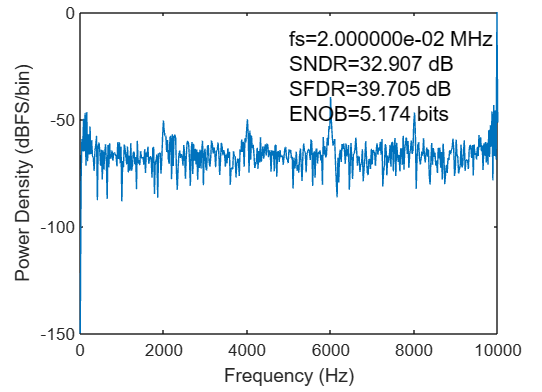 0
-50
-100
-150
Power Density (dBFS/bin)
fs=2.000000e-02 MHz
SNDR=32.907 dB
SFDR=39.705 dB
ENOB=5.174 bits
0 2000 4000 6000 8000 10000
Frequency (Hz)